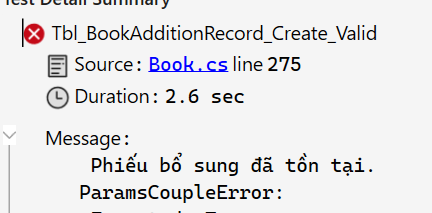 Test Detail Summary
Tbl_BookAdditionRecord_Create_Valid
Source: Book.cs line 275
Duration: 2.6 sec
Message:
Phiếu bổ sung đã tồn tại.
ParamsCoupleError: